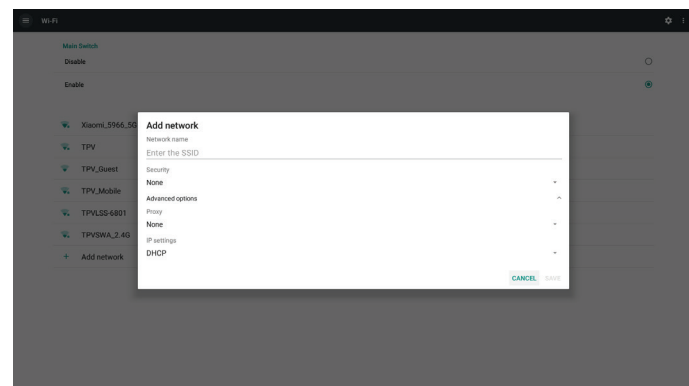 Wi-Fi
Main Switch
Disable
Enable
Xiaomi_5966_5G
TPV
TPV_Guest
TPV_Mobile
TPVLSS-6801
TPVSWA_2.4G
+ Add network
Add network
Network name
Enter the SSID
Security
None
Advanced options
Proxy
None
IP settings
DHCP
CANCEL SAVE